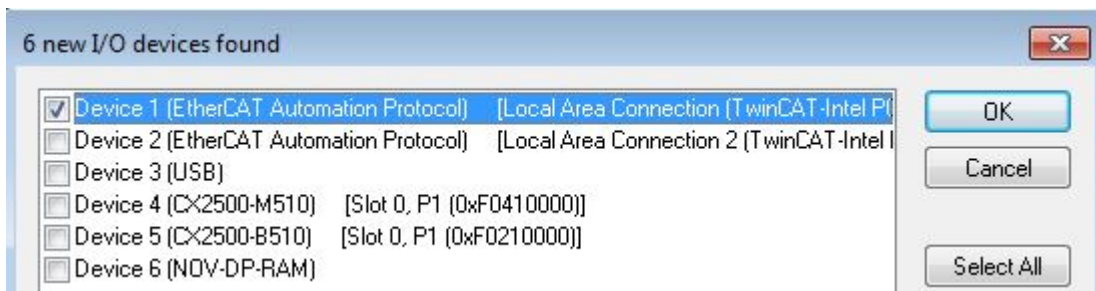 6 new I/O devices found
Device 1 (EtherCAT Automation Protocol) [Local Area Connection (TwinCAT-Intel
Device 2 (EtherCAT Automation Protocol) [Local Area Connection 2 (TwinCAT-Intel
Device 3 (USB)
Device 4 (CX2500-M510) [Slot 0, P1 (0xF0410000)]
Device 5 (CX2500-B510) [Slot 0, P1 (0xF0210000)]
Device 6 (NOV-DP-RAM)
OK
Cancel
Select All